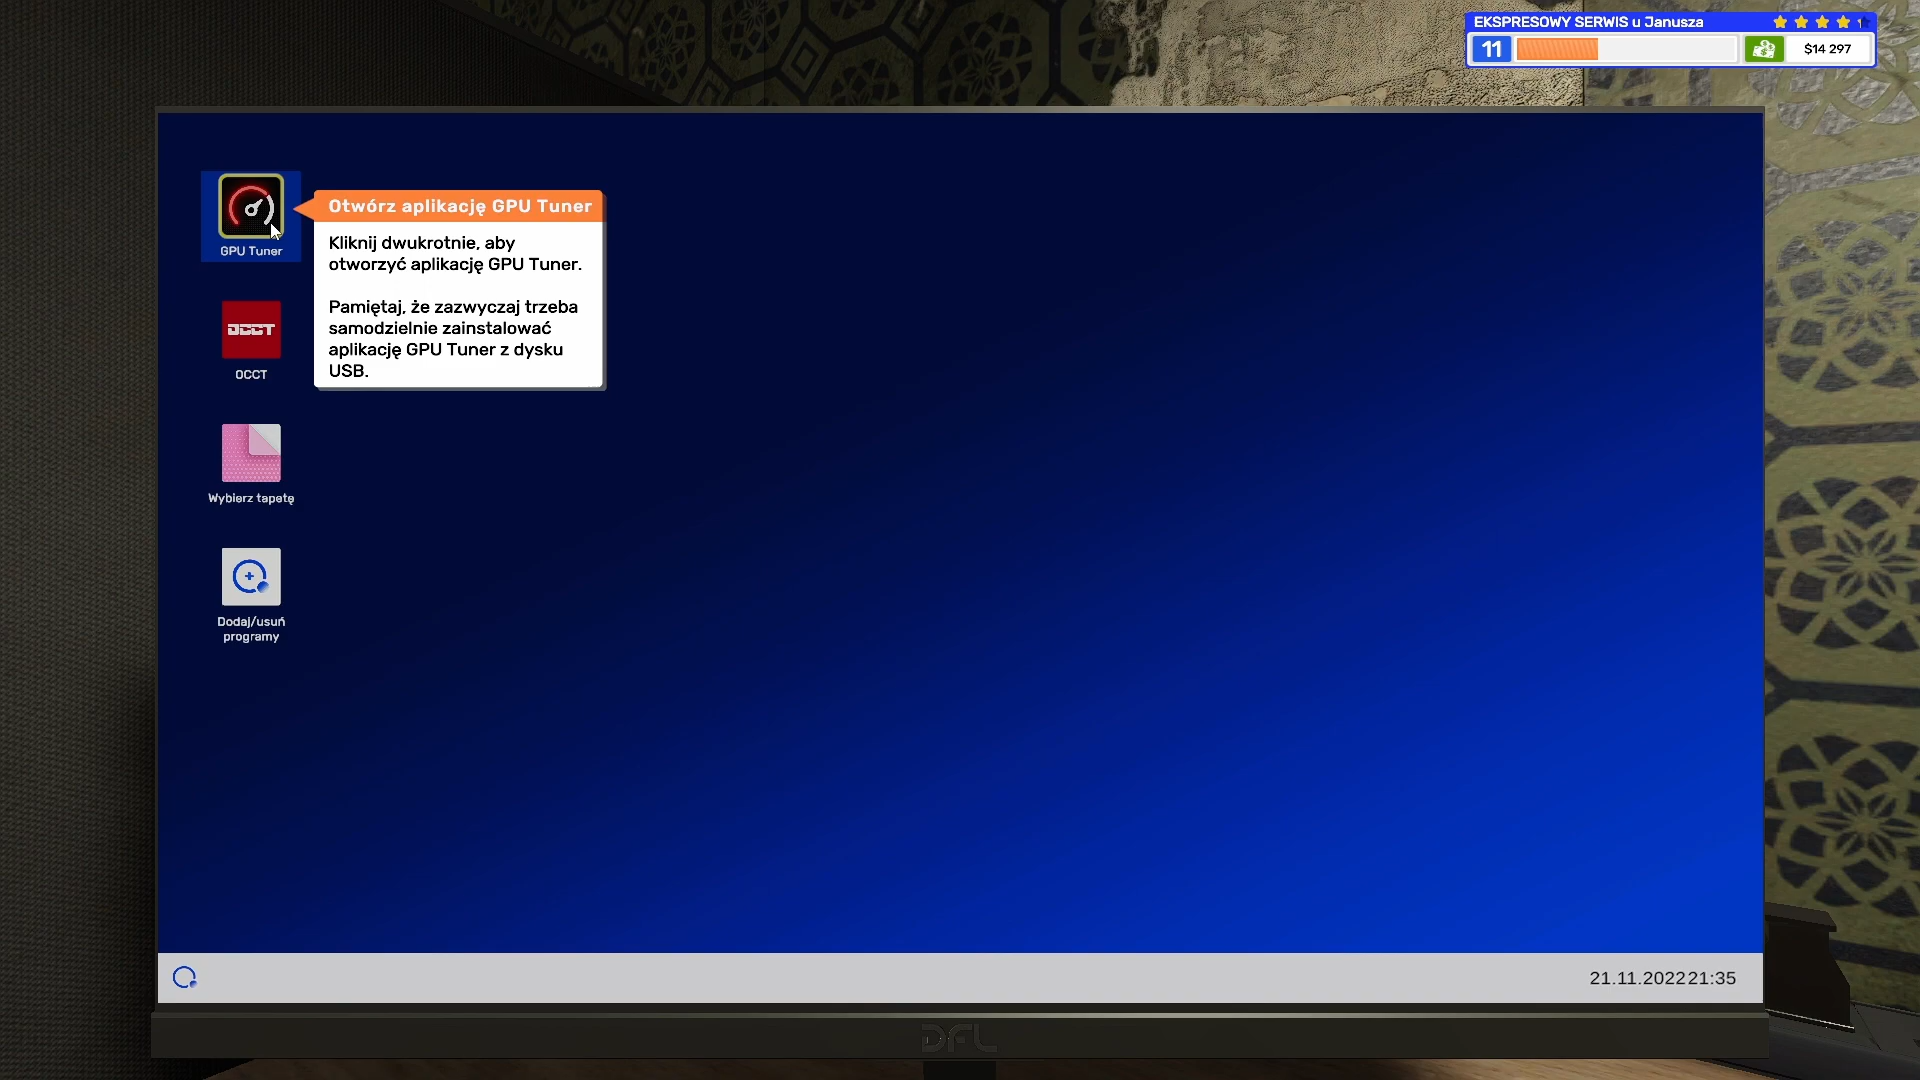 EKSPRESOWY SERWIS u Janusza
11
$14 297
GPU Tuner
Otwórz aplikację GPU Tuner
Kliknij dwukrotnie, aby
otworzyć aplikację GPU Tuner.
Pamiętaj, że zazwyczaj trzeba
samodzielnie zainstalować
aplikację GPU Tuner z dysku
USB.
OCCT
OCCT
Wybierz tapetę
Dodaj/usuń
programy
21.11.2022 21:35
DFL